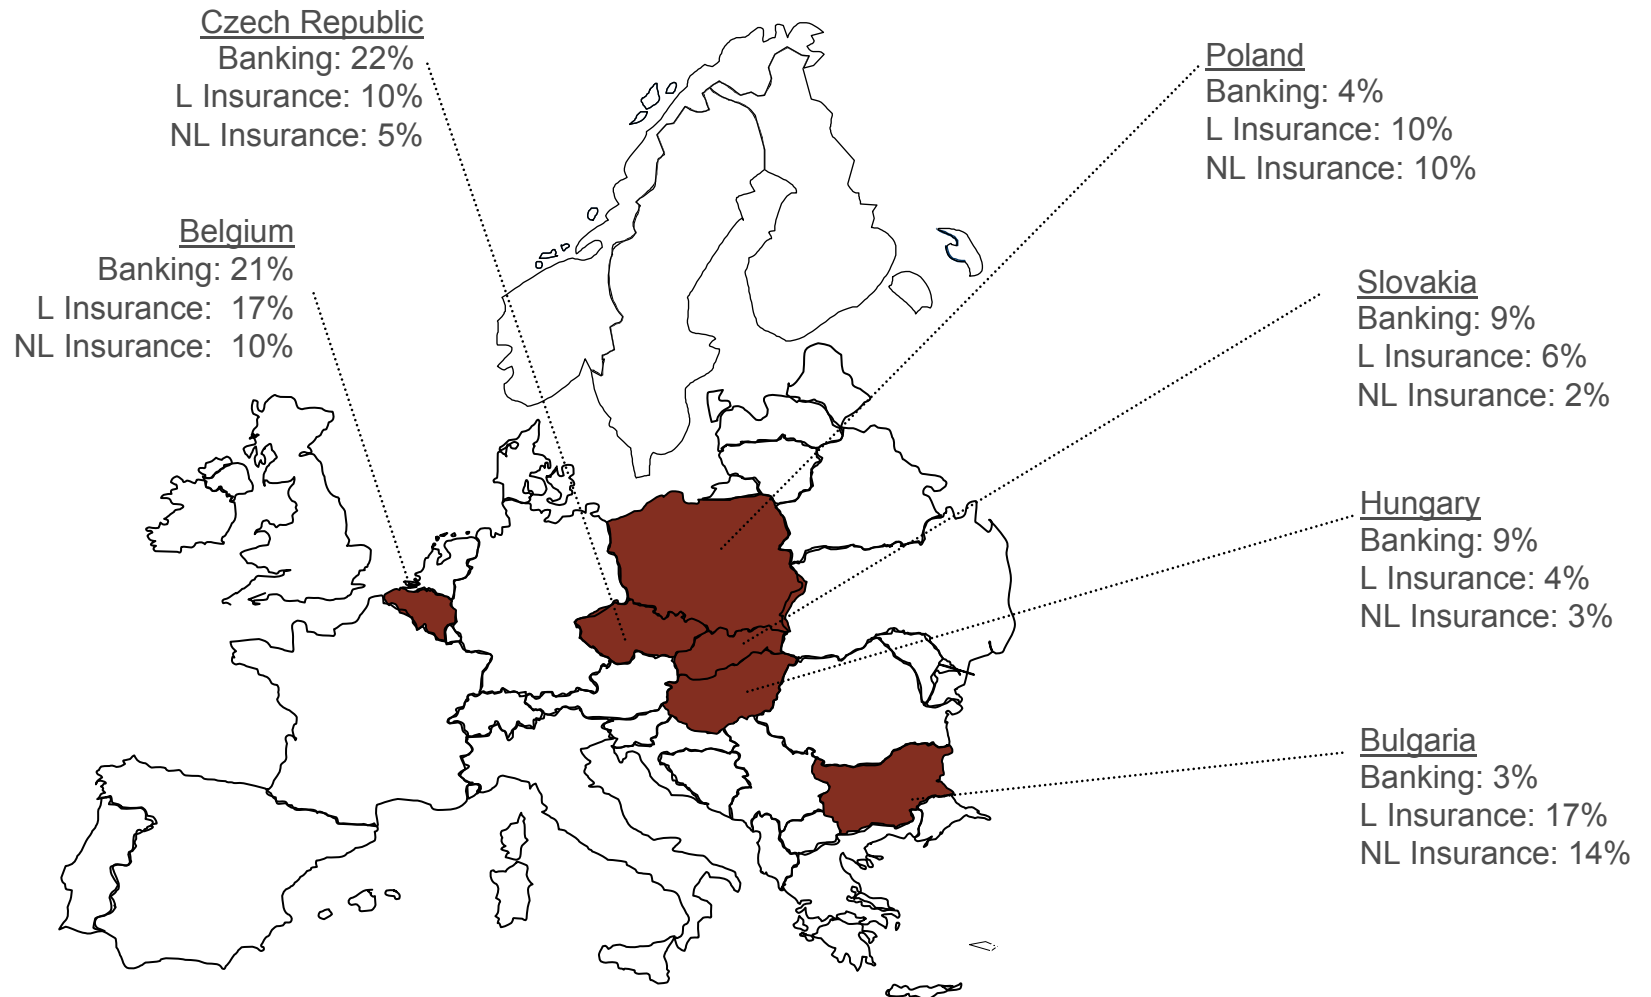 Czech Republic
Banking: 22%
L Insurance: 10%
NL Insurance: 5%
Belgium
Banking: 21%
L Insurance: 17%
NL Insurance: 10%
Poland
Banking: 4%
L Insurance: 10%
NL Insurance: 10%
Slovakia
Banking: 9%
L Insurance: 6%
NL Insurance: 2%
Hungary
Banking: 9%
L Insurance: 4%
NL Insurance: 3%
Bulgaria
Banking: 3%
L Insurance: 17%
NL Insurance: 14%